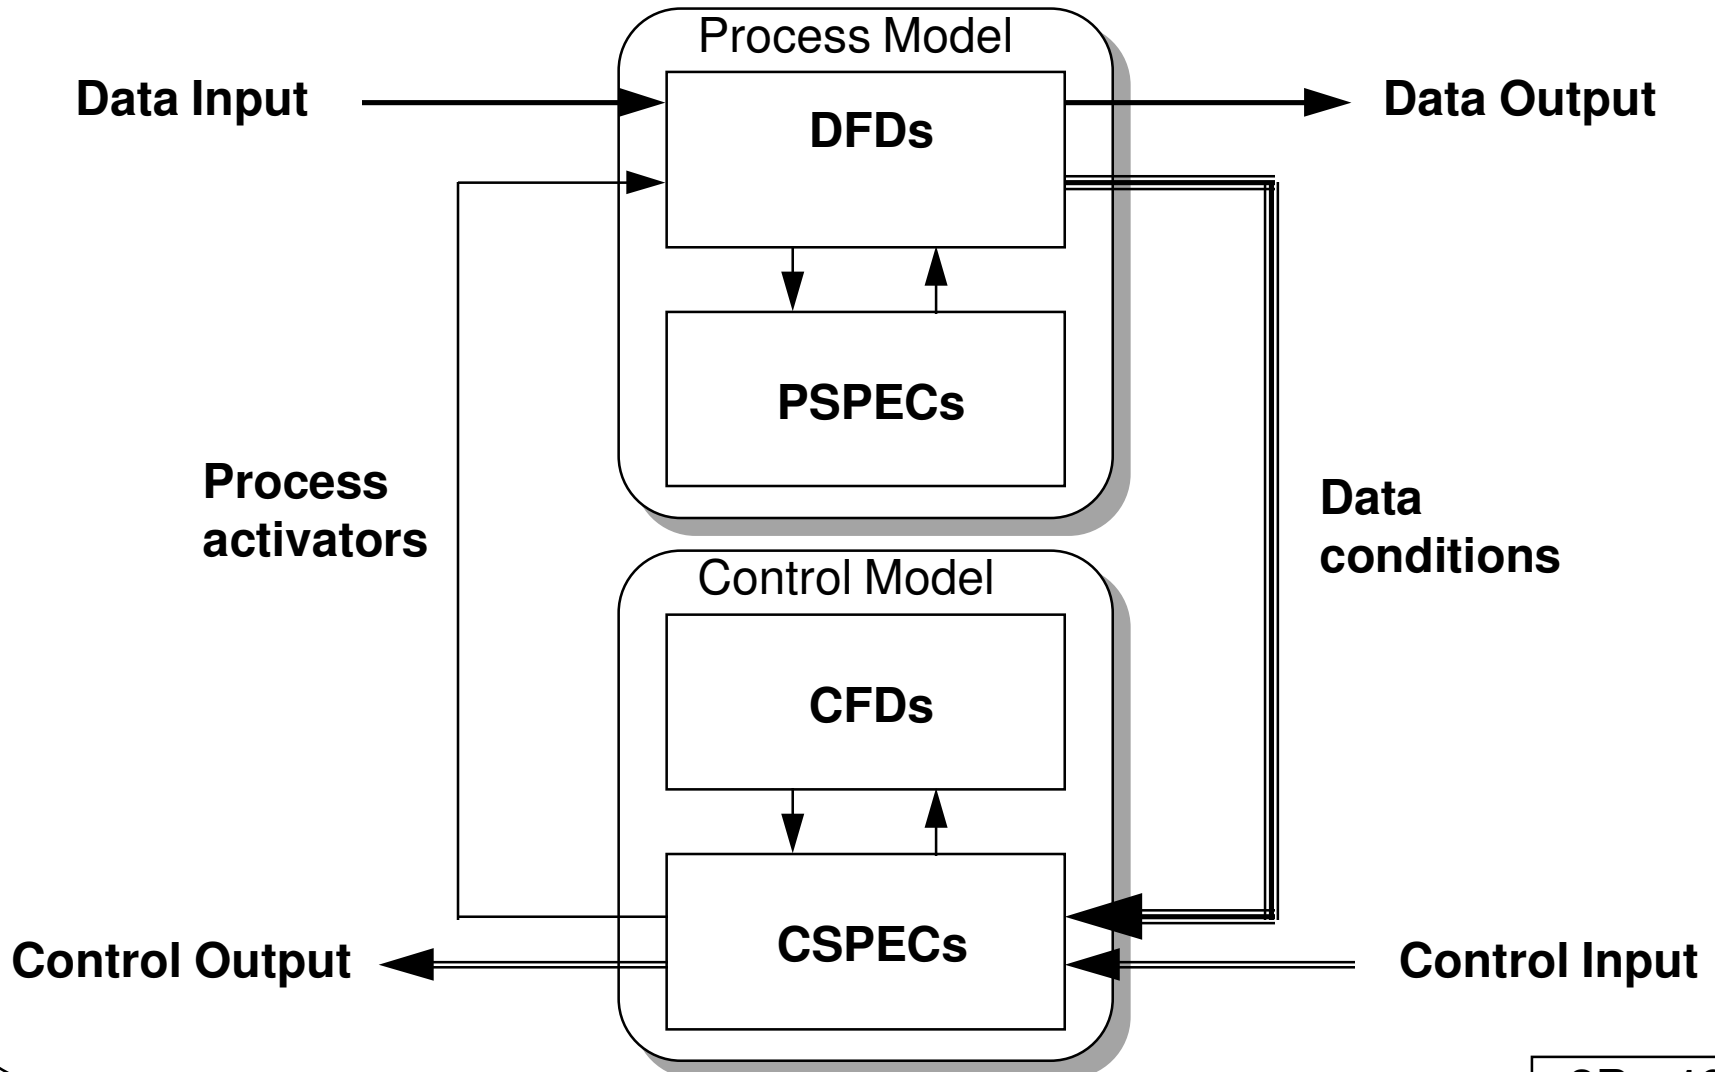 Process Model
Data Input
DFDs
Data Output
PSPECs
Process
activators
Data
conditions
Control Model
CFDs
CSPECs
Control Output
Control Input